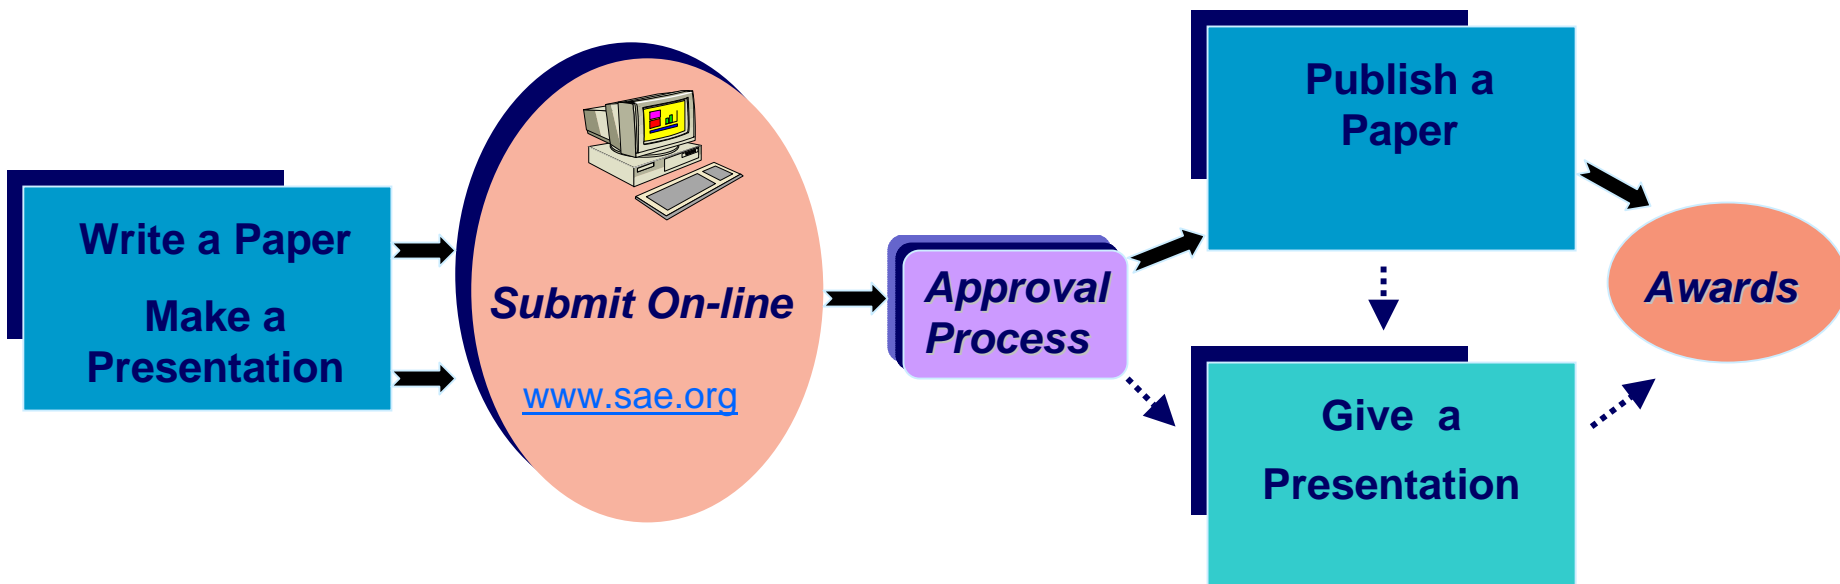 Write a Paper
Make a
Presentation
Submit On-line
www.sae.org
Approval
Process
Publish a
Paper
Give a
Presentation
Awards